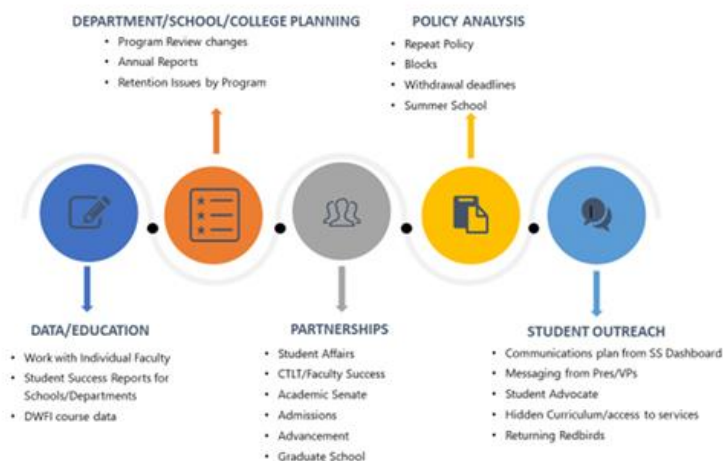 DEPARTMENT/SCHOOL/COLLEGE PLANNING
• Program Review changes
• Annual Reports
• Retention Issues by Program
POLICY ANALYSIS
• Repeat Policy
• Blocks
• Withdrawal deadlines
• Summer School
DATA/EDUCATION
• Work with Individual Faculty
• Student Success Reports for
Schools/Departments
• DWFI course data
PARTNERSHIPS
• Student Affairs
• CTLT/Faculty Success
• Academic Senate
• Admissions
• Advancement
• Graduate School
STUDENT OUTREACH
• Communications plan from SS Dashboard
• Messaging from Pres/VPs
• Student Advocate
• Hidden Curriculum/access to services
• Returning Redbirds